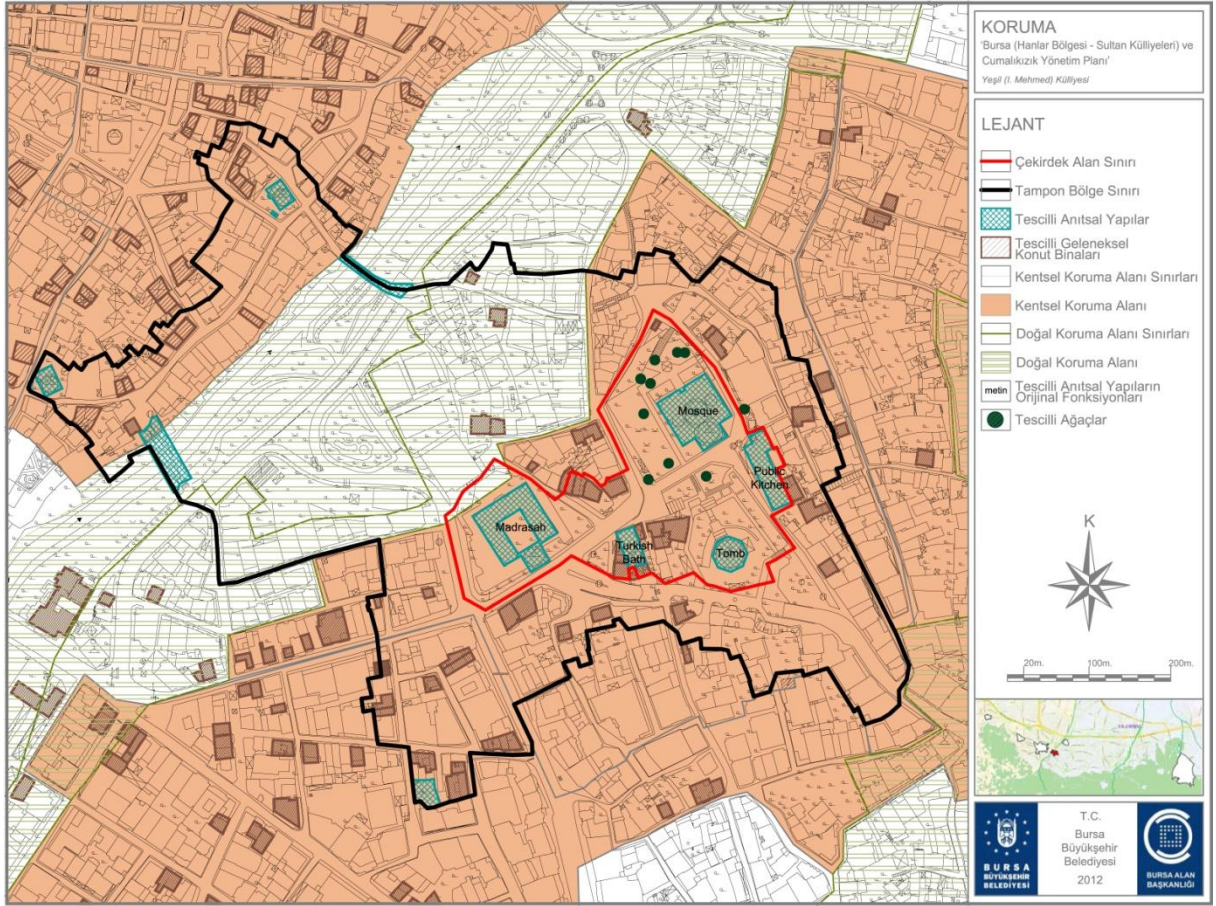 KORUMA
'Bursa (Hanlar Bölgesi - Sultan Külliyeleri) ve
Cumalıkızık Yönetim Planı'
Yeşil (I. Mehmed) Külliyesi
LEJANT
Çekirdek Alan Sınırı
Tampon Bölge Sınırı
Tescilli Anıtsal Yapılar
Tescilli Geleneksel
Konut Binaları
Kentsel Koruma Alanı Sınırları
Kentsel Koruma Alanı
Doğal Koruma Alanı Sınırları
Doğal Koruma Alanı
metin
Tescilli Anıtsal Yapıların
Orijinal Fonksiyonları
Tescilli Ağaçlar
Mosque
Public
Kitchen
Madrasah
Turkish
Bath
Tomb
K
20m. 100m. 200m.
T.C.
Bursa
Büyükşehir
Belediyesi
2012
BURSA
BÜYÜKŞEHİR
BELEDİYESİ
BURSA ALAN
BAŞKANLIĞI